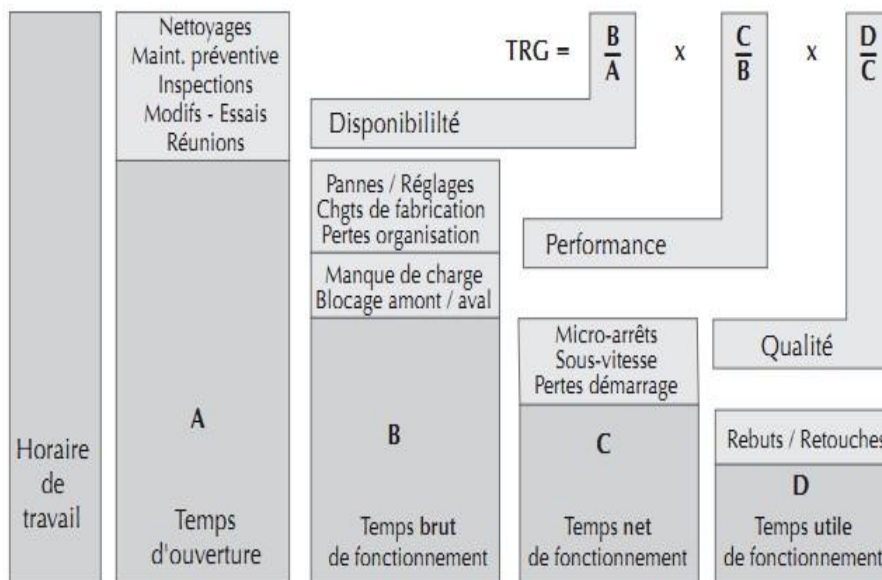 Nettoyages
Maint. préventive
Inspections
Modifs - Essais
Réunions
TRG = B/A x C/B x D/C
Disponibililté
Pannes / Réglages
Chgts de fabrication
Pertes organisation
Performance
Manque de charge
Blocage amont / aval
Micro-arrêts
Sous-vitesse
Pertes démarrage
Qualité
Horaire
de
travail
A
Temps
d'ouverture
B
Temps brut
de fonctionnement
C
Temps net
de fonctionnement
Rebuts / Retouches
D
Temps utile
de fonctionnement